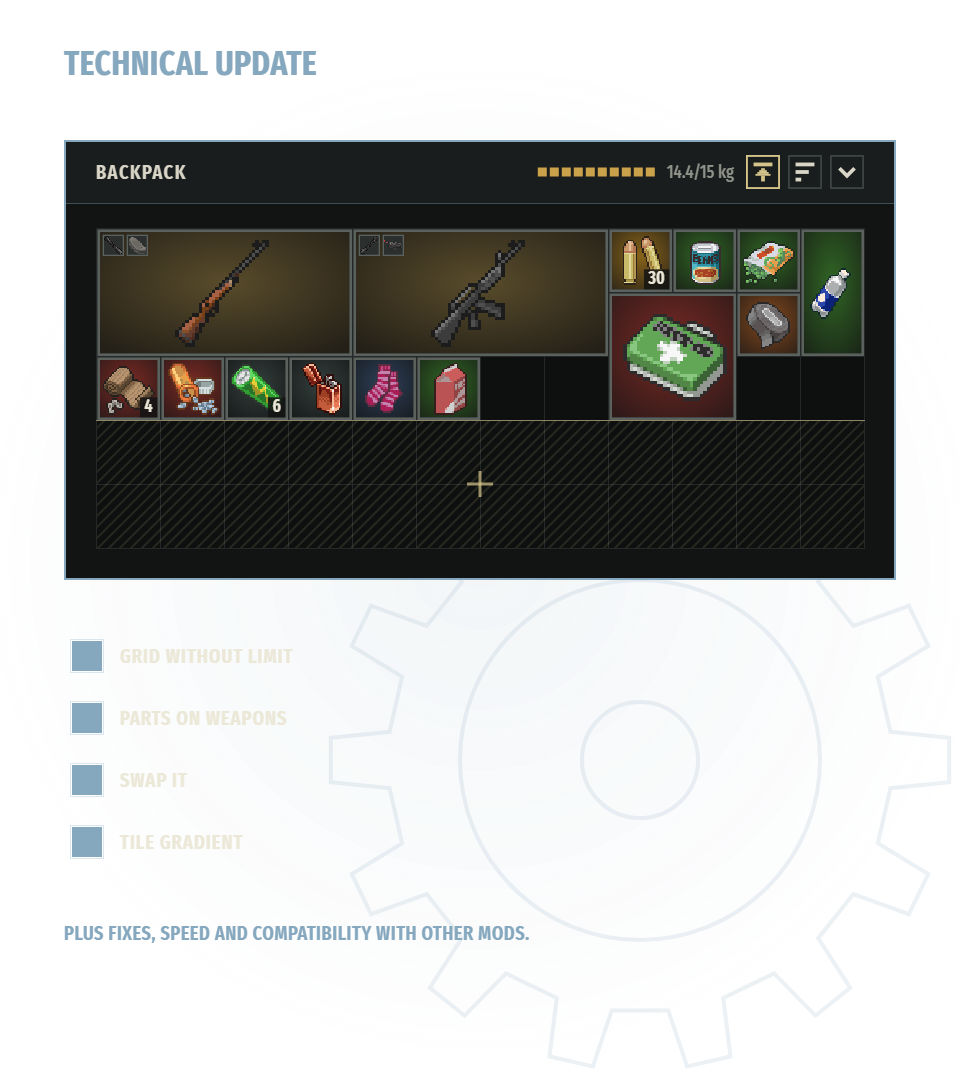 TECHNICAL UPDATE
BACKPACK
14.4/15 kg
30
BEANS
4
6
GRID WITHOUT LIMIT
PARTS ON WEAPONS
SWAP IT
TILE GRADIENT
PLUS FIXES, SPEED AND COMPATIBILITY WITH OTHER MODS.